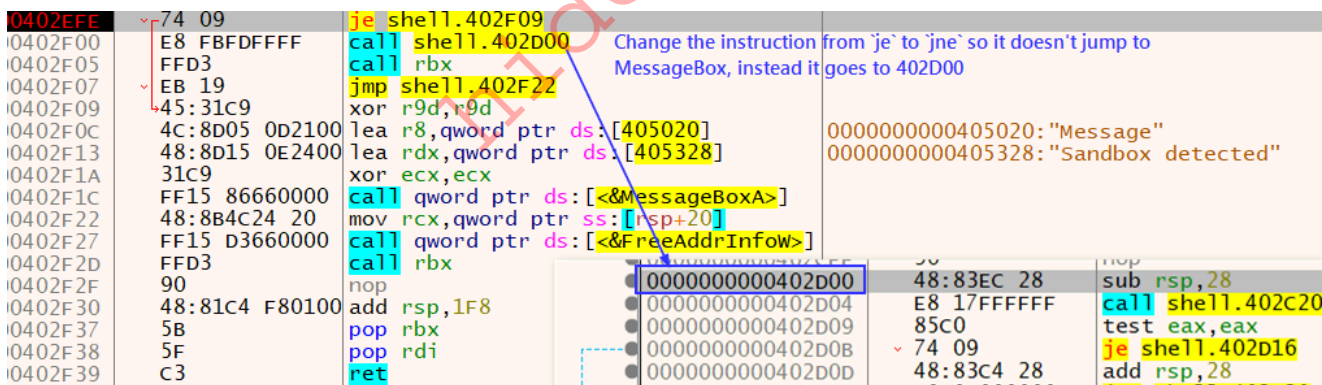 00402EFE 74 09 je shell.402F09
00402F00 E8 FBFDFFFF call shell.402D00 Change the instruction from `je` to `jne` so it doesn't jump to
00402F05 FFD3 call rbx MessageBox, instead it goes to 402D00
00402F07 EB 19 jmp shell.402F22
00402F09 45:31C9 xor r9d,r9d
00402F0C 4C:8D05 0D2100 lea r8,qword ptr ds:[405020] 0000000000405020:"Message"
00402F13 48:8D15 0E2400 lea rdx,qword ptr ds:[405328] 0000000000405328:"Sandbox detected"
00402F1A 31C9 xor ecx,ecx
00402F1C FF15 86660000 call qword ptr ds:[<&MessageBoxA>]
00402F22 48:8B4C24 20 mov rcx,qword ptr ss:[rsp+20]
00402F27 FF15 D3660000 call qword ptr ds:[<&FreeAddrInfoW>]
00402F2D FFD3 call rbx
00402F2F 90 nop
00402F30 48:81C4 F80100 add rsp,1F8
00402F37 5B pop rbx
00402F38 5F pop rdi
00402F39 C3 ret
0000000000402D00 48:83EC 28 sub rsp,28
0000000000402D04 E8 17FFFFFF call shell.402C20
0000000000402D09 85C0 test eax,eax
0000000000402D0B 74 09 je shell.402D16
0000000000402D0D 48:83C4 28 add rsp,28